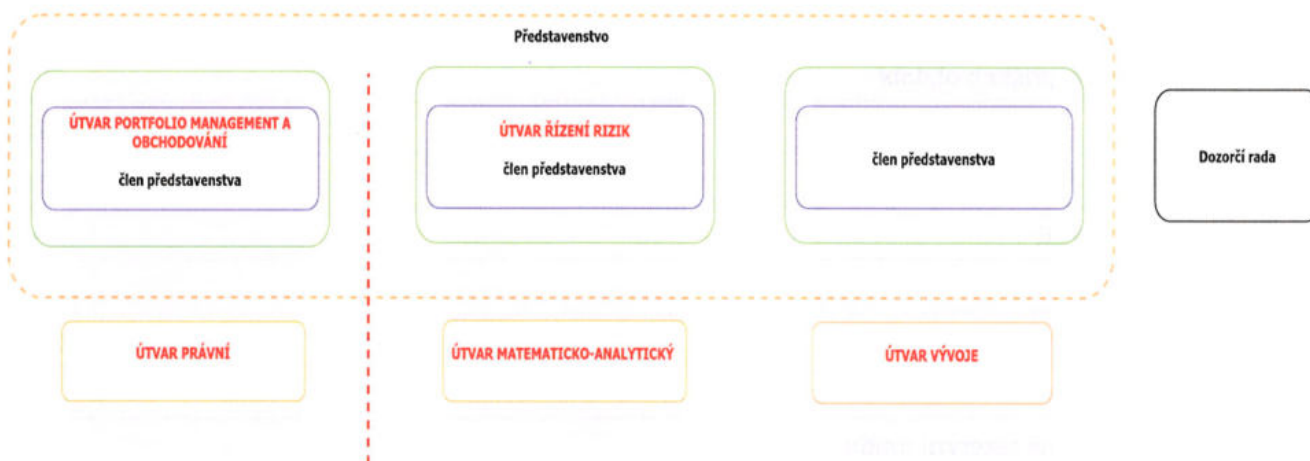 Představenstvo
ÚTVAR PORTFOLIO MANAGEMENT A
OBCHODOVÁNÍ
člen představenstva
ÚTVAR ŘÍZENÍ RIZIK
člen představenstva
člen představenstva
Dozorčí rada
ÚTVAR PRÁVNÍ
ÚTVAR MATEMATICKO-ANALYTICKÝ
ÚTVAR VÝVOJE